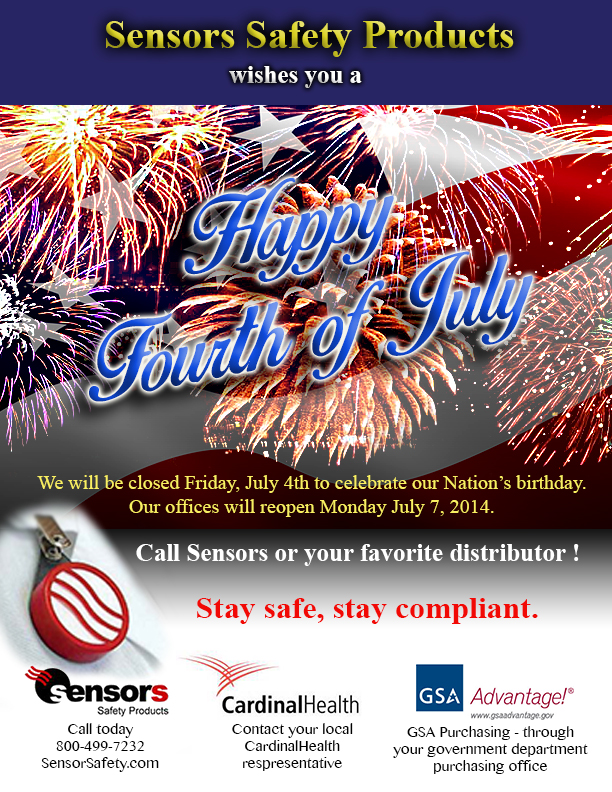 Sensors Safety Products
wishes you a
Happy
Fourth of July
We will be closed Friday, July 4th to celebrate our Nation's birthday.
Our offices will reopen Monday July 7, 2014.
Call Sensors or your favorite distributor !
Stay safe, stay compliant.
sensors
Safety Products
Call today
800-499-7232
SensorSafety.com
CardinalHealth
Contact your local
CardinalHealth
respresentative
GSA Advantage!®
www.gsaadvantage.gov
GSA Purchasing - through
your government department
purchasing office